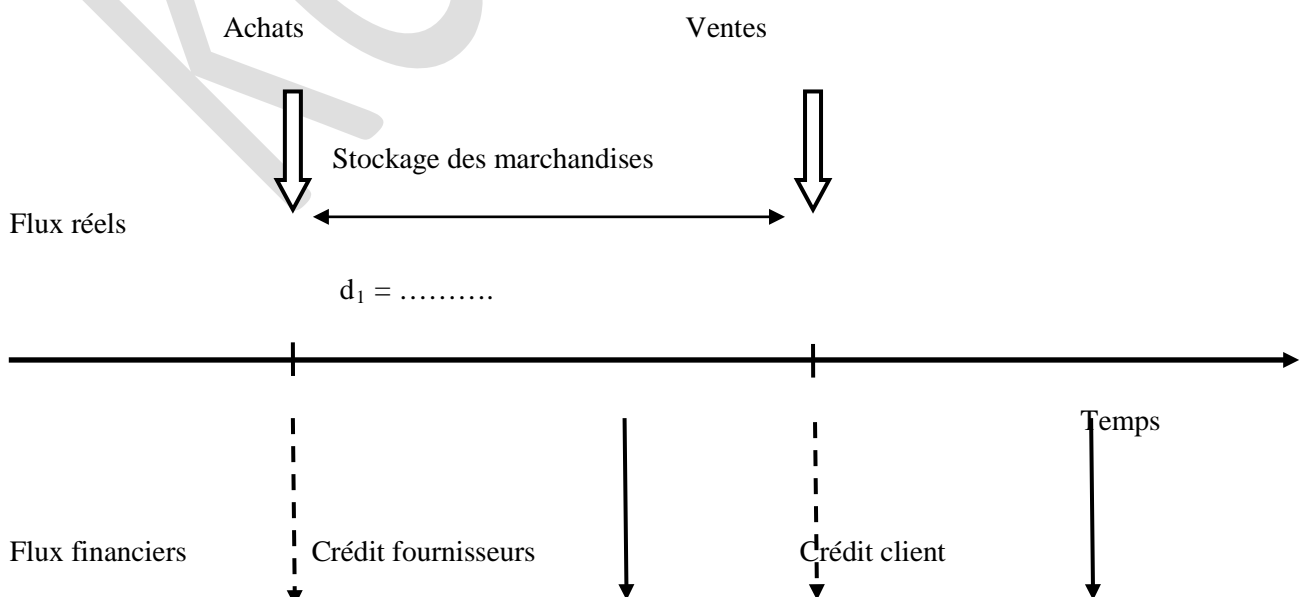 Achats Ventes
Stockage des marchandises
Flux réels
d₁ = ……….
Temps
Flux financiers Crédit fournisseurs Crédit client